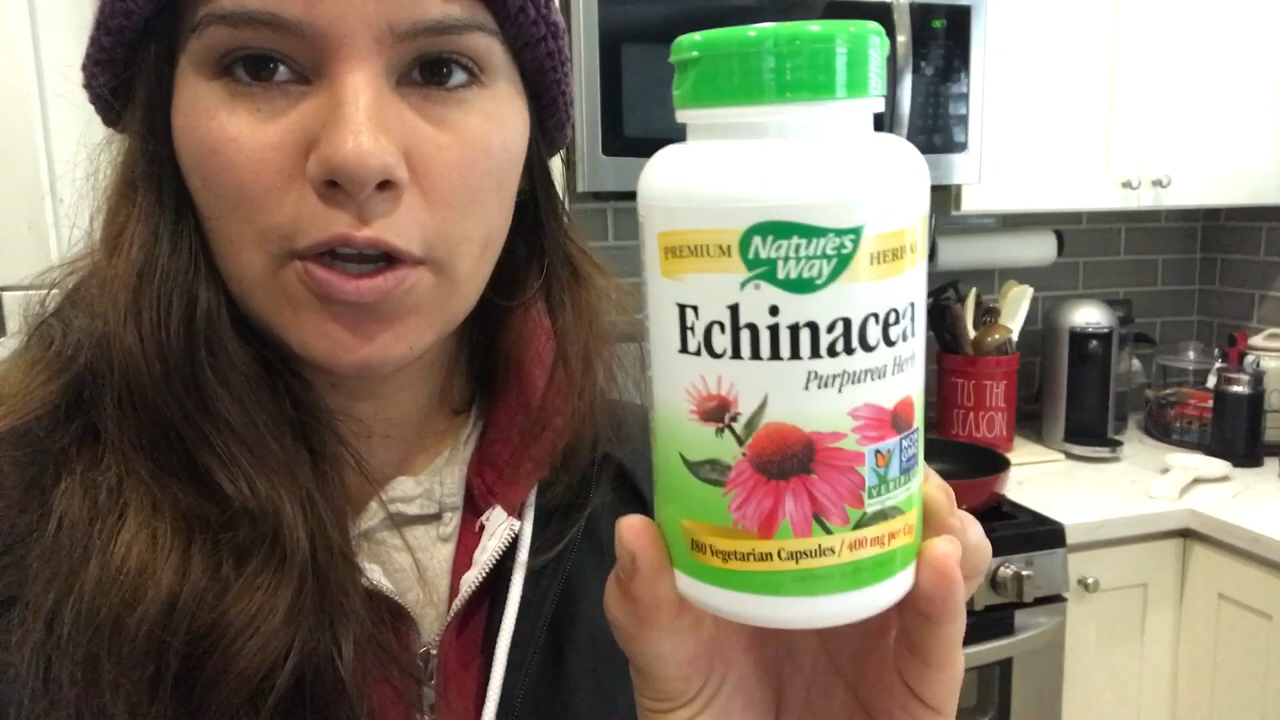 PREMIUM
Nature's
Way
Echinacea
Purpurea Herb
NON
GMO
VERIFIED
180 Vegetarian Capsules / 400 mg per Cap
'TIS THE
SEASON